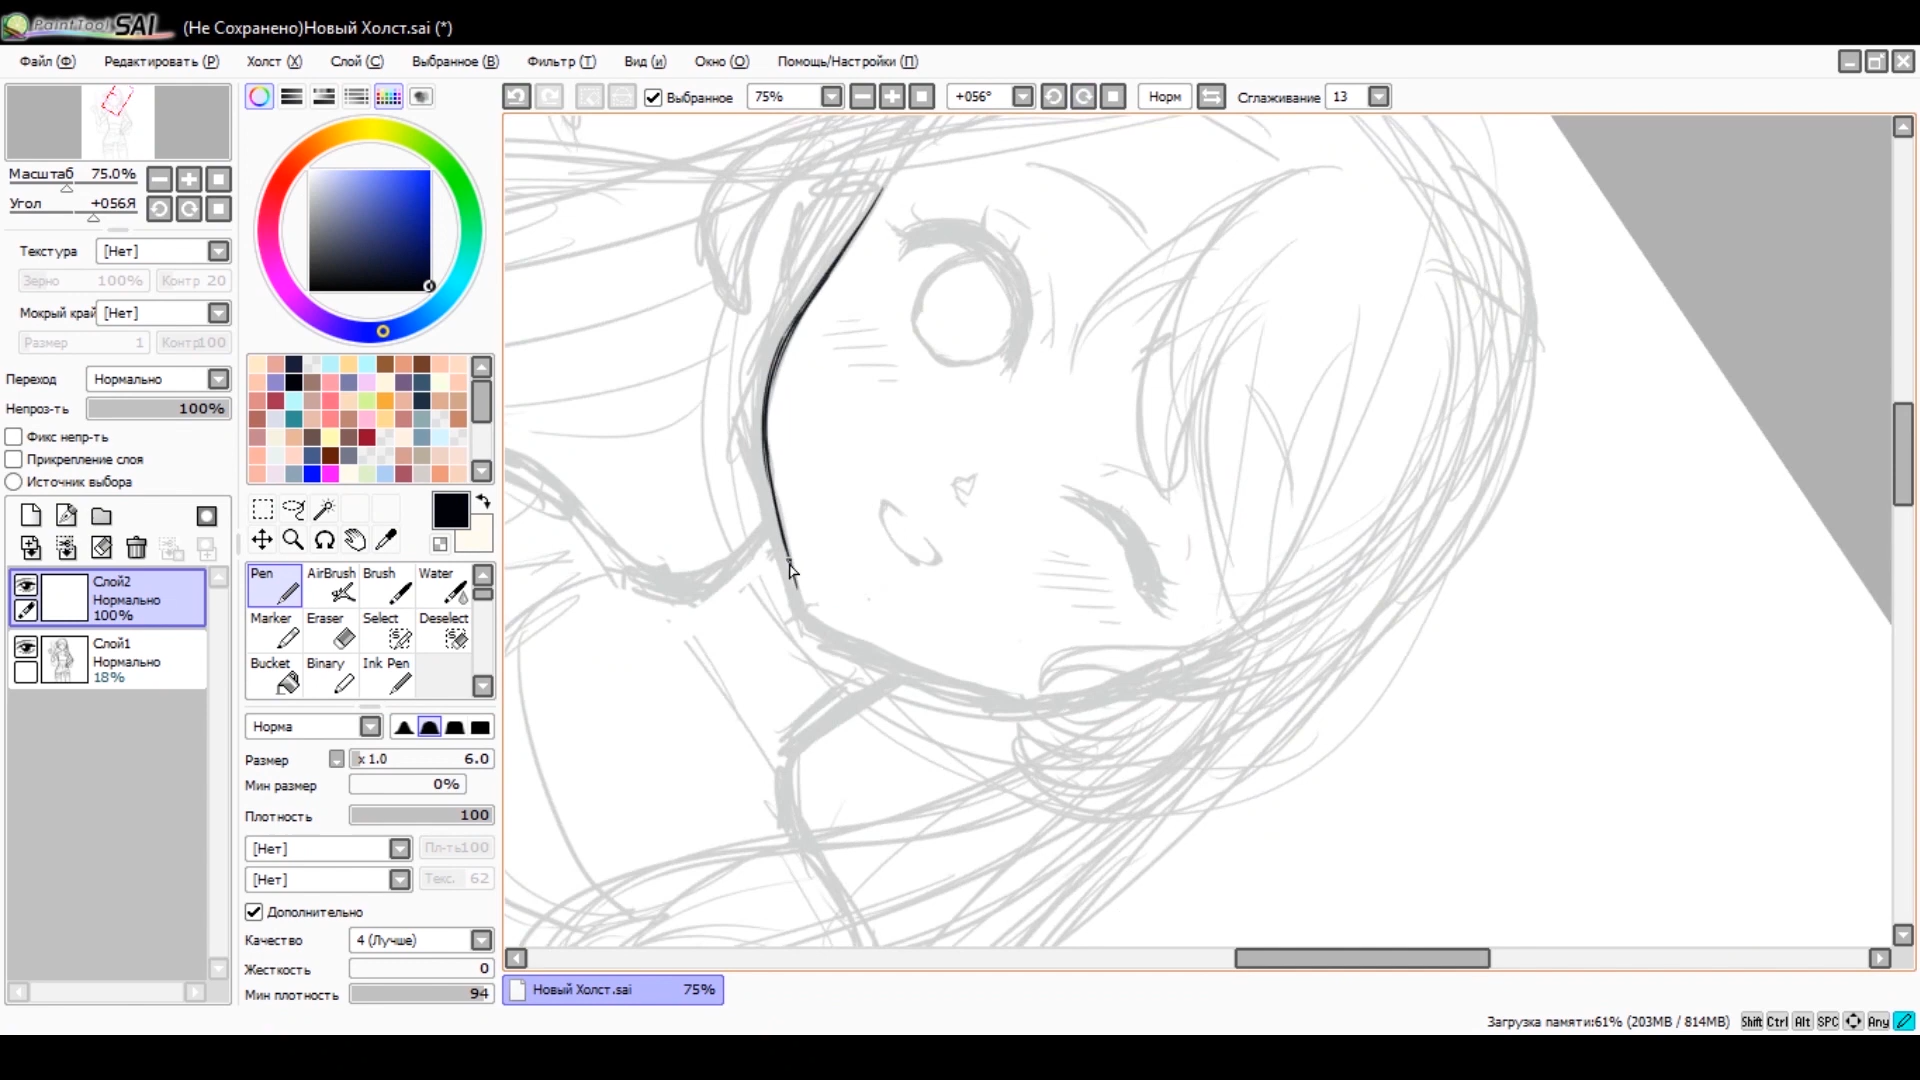 PaintTool SAI (Не Сохранено)Новый Холст.sai (*)
Файл (Ф) Редактировать (Р) Холст (Х) Слой (С) Выбранное (В) Фильтр (Т) Вид (и) Окно (О) Помощь/Настройки (П)
Выбранное 75% +056° Норм Сглаживание 13
Масштаб 75.0%
Угол +056Я
Текстура [Нет]
Зерно 100% Контр 20
Мокрый край [Нет]
Размер 1 Контр100
Переход Нормально
Непроз-ть 100%
Фикс непр-ть
Прикрепление слоя
Источник выбора
Слой2
Нормально
100%
Слой1
Нормально
18%
Pen AirBrush Brush Water
Marker Eraser Select Deselect
Bucket Binary Ink Pen
Норма
Размер x 1.0 6.0
Мин размер 0%
Плотность 100
[Нет] Пл-ть100
[Нет] Текс. 62
Дополнительно
Качество 4 (Лучше)
Жесткость 0
Мин плотность 94
Новый Холст.sai 75%
Загрузка памяти:61% (203MB / 814MB) Shift Ctrl Alt SPC Any